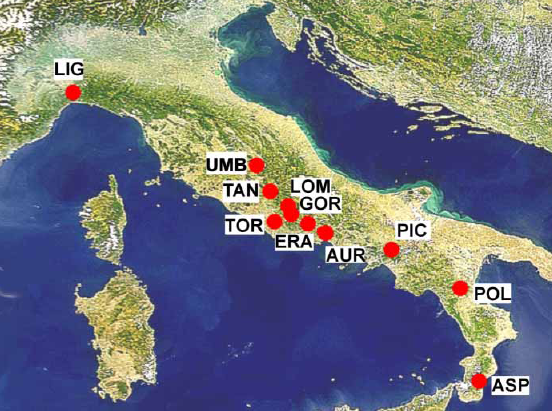 LIG
UMB
TAN
LOM
GOR
TOR
ERA
AUR
PIC
POL
ASP